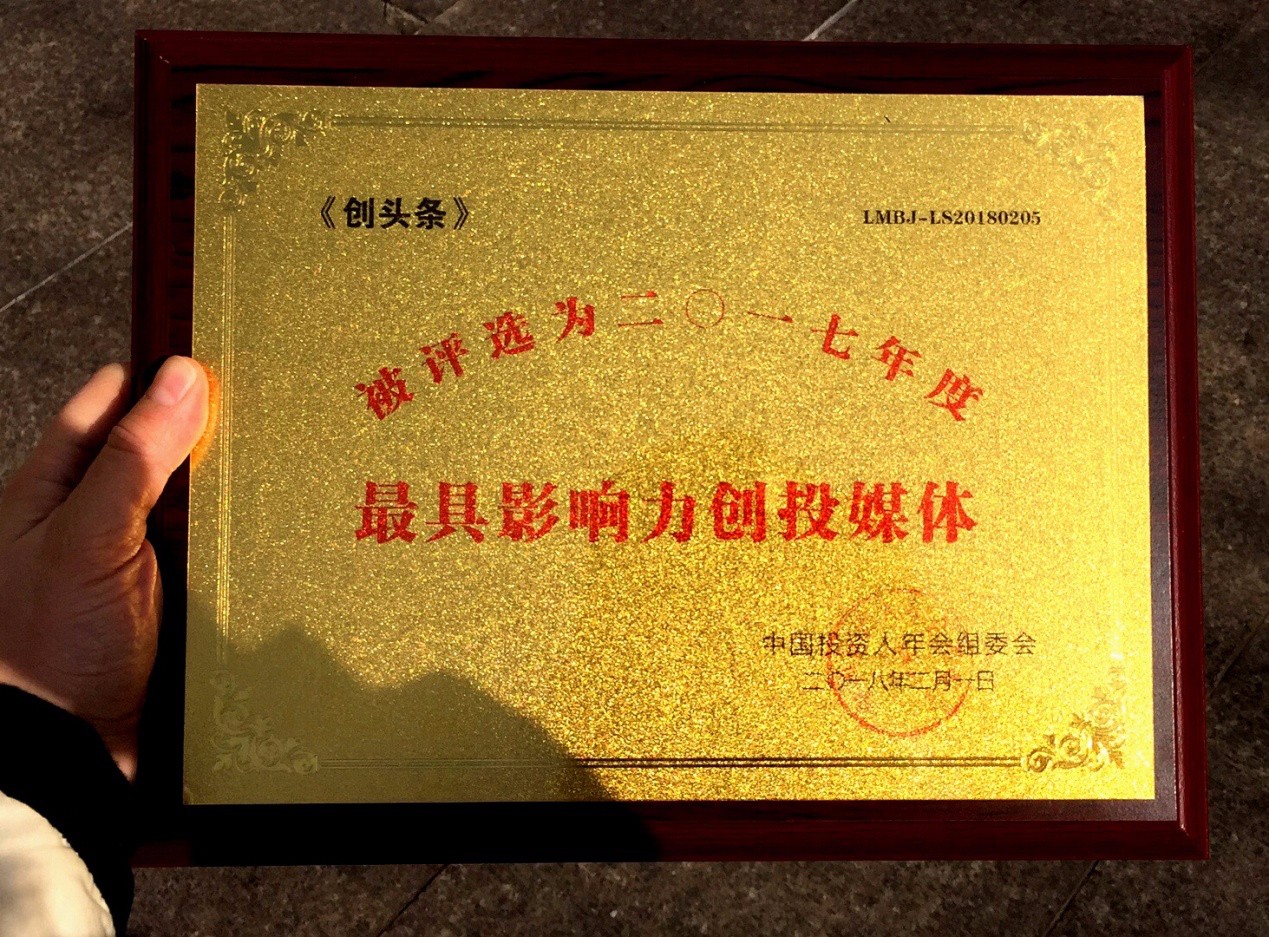 《创头条》
LMBJ-LS20180205
被评选为二〇一七年度
最具影响力创投媒体
中国投资人年会组委会
二〇一八年二月一日